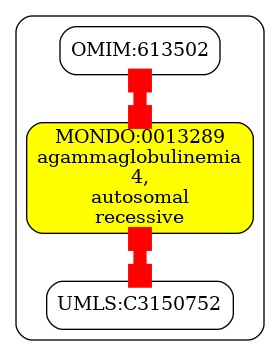 OMIM:613502
MONDO:0013289
agammaglobulinemia
4,
autosomal
recessive
UMLS:C3150752